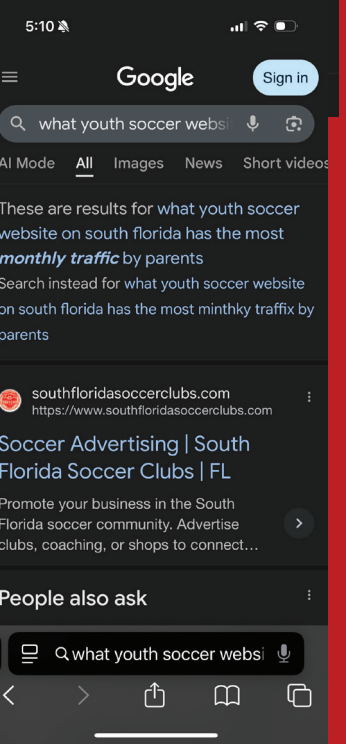 5:10
Google
Sign in
what youth soccer websi
AI Mode All Images News Short videos
These are results for what youth soccer
website on south florida has the most
monthly traffic by parents
Search instead for what youth soccer website
on south florida has the most minthky traffix by
parents
southfloridasoccerclubs.com
https://www.southfloridasoccerclubs.com
Soccer Advertising | South
Florida Soccer Clubs | FL
Promote your business in the South
Florida soccer community. Advertise
clubs, coaching, or shops to connect...
People also ask
what youth soccer websi